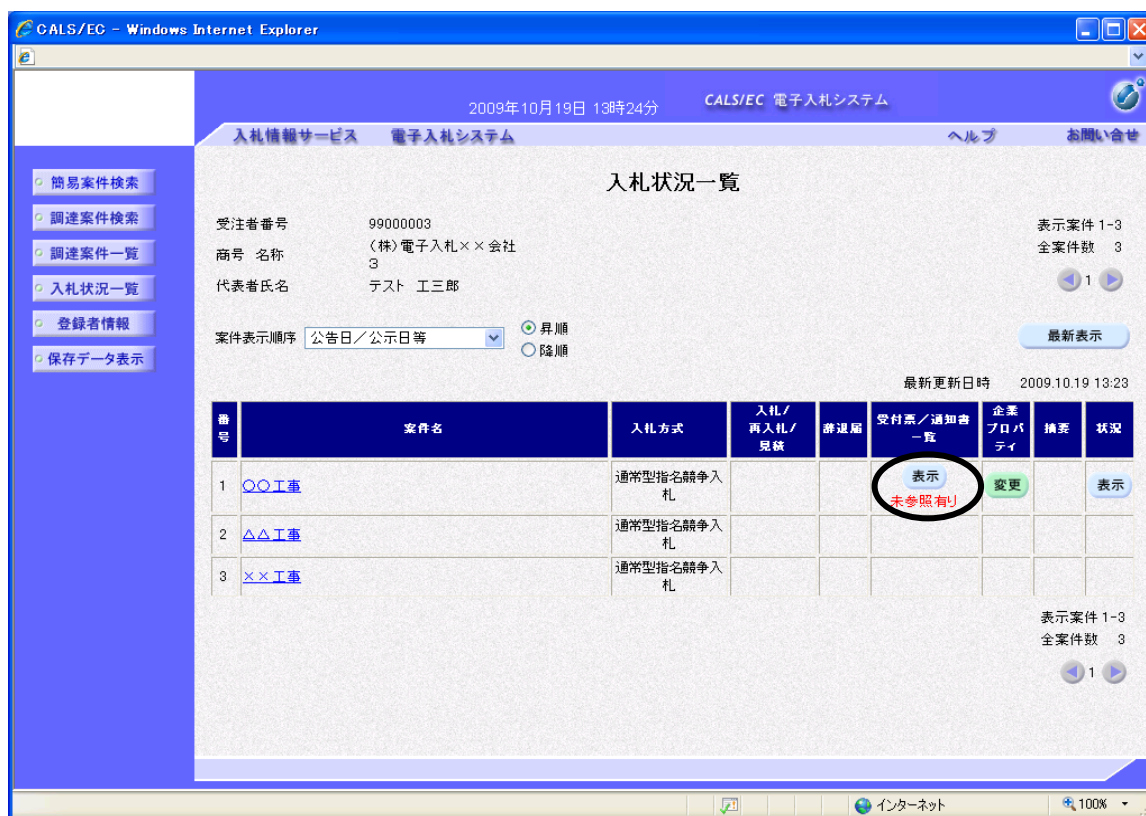 CALS/EC - Windows Internet Explorer
2009年10月19日 13時24分
CALS/EC 電子入札システム
入札情報サービス
電子入札システム
ヘルプ
お問い合せ
簡易案件検索
調達案件検索
調達案件一覧
入札状況一覧
登録者情報
保存データ表示
入札状況一覧
受注者番号 99000003
商号 名称 (株)電子入札××会社
3
代表者氏名 テスト 工三郎
表示案件 1-3
全案件数 3
1
案件表示順序 公告日/公示日等
昇順
降順
最新表示
最新更新日時 2009.10.19 13:23
番号 案件名 入札方式 入札/再入札/見積 辞退届 受付票/通知書一覧 企業プロパティ 摘要 状況
1 〇〇工事 通常型指名競争入札 表示 未参照有り 変更 表示
2 △△工事 通常型指名競争入札
3 ××工事 通常型指名競争入札
表示案件 1-3
全案件数 3
1
インターネット
100%